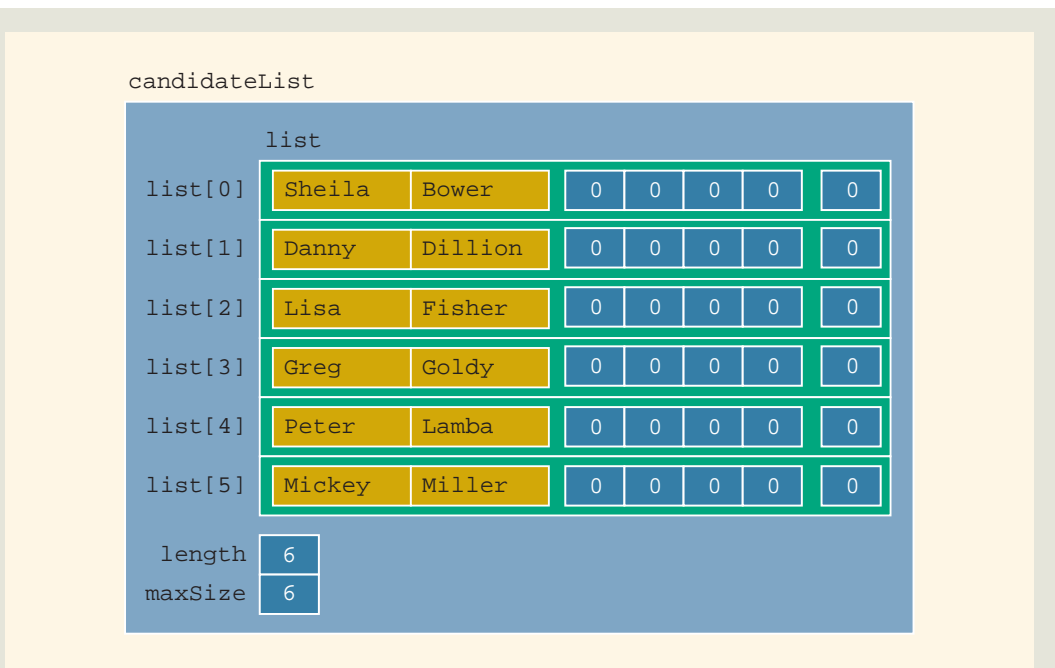 candidateList
list
list[0] Sheila Bower 0 0 0 0 0
list[1] Danny Dillion 0 0 0 0 0
list[2] Lisa Fisher 0 0 0 0 0
list[3] Greg Goldy 0 0 0 0 0
list[4] Peter Lamba 0 0 0 0 0
list[5] Mickey Miller 0 0 0 0 0
length 6
maxSize 6